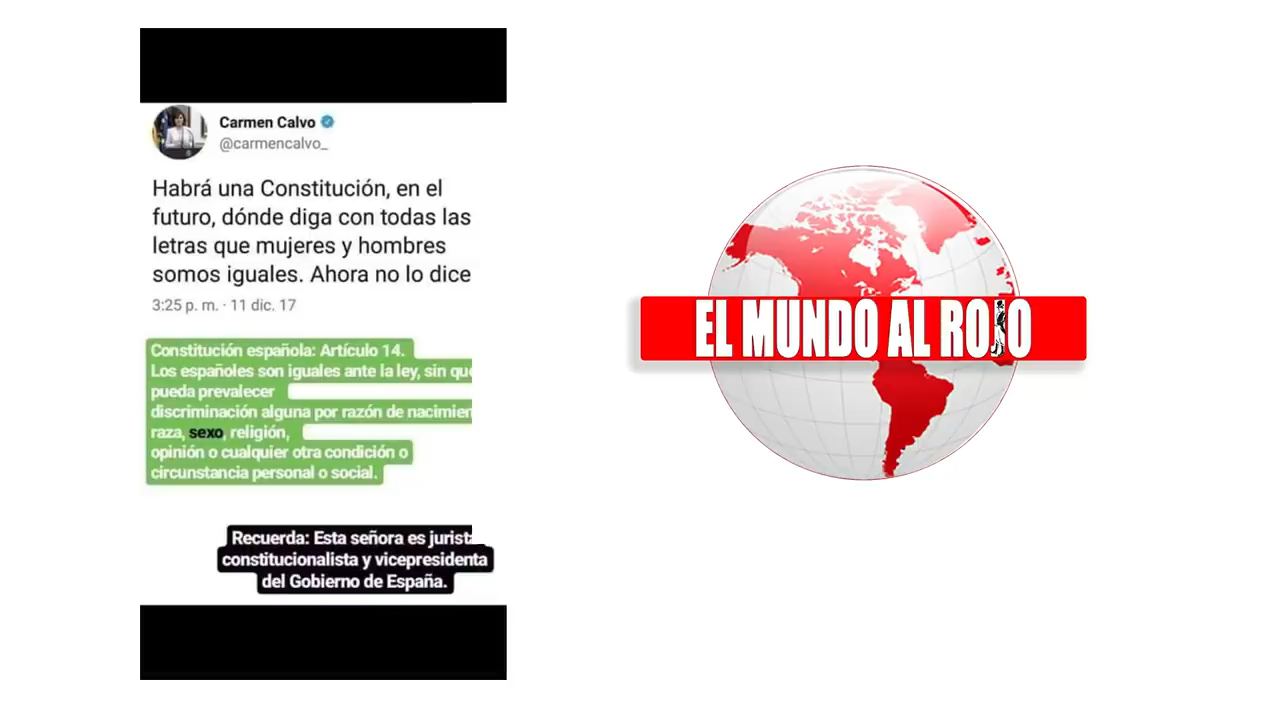 Carmen Calvo
@carmencalvo_
Habrá una Constitución, en el
futuro, dónde diga con todas las
letras que mujeres y hombres
somos iguales. Ahora no lo dice
3:25 p. m. · 11 dic. 17
Constitución española: Artículo 14.
Los españoles son iguales ante la ley, sin que
pueda prevalecer
discriminación alguna por razón de nacimien
raza, sexo, religión,
opinión o cualquier otra condición o
circunstancia personal o social.
Recuerda: Esta señora es jurista
constitucionalista y vicepresidenta
del Gobierno de España.
EL MUNDO AL ROJO